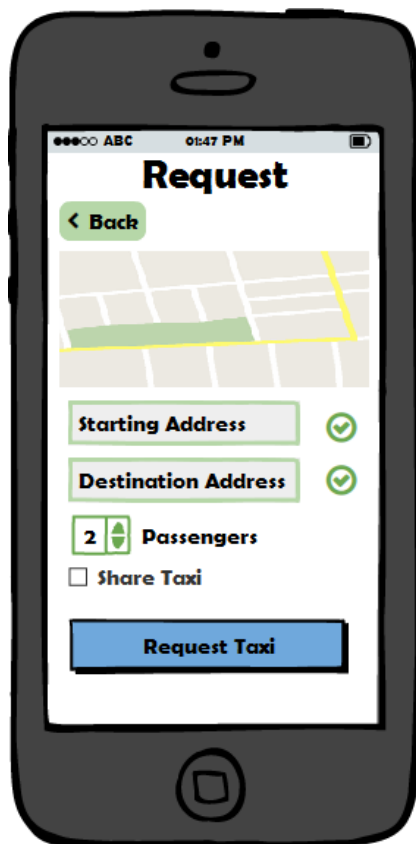 ABC 01:47 PM
Request
< Back
Starting Address
Destination Address
2 Passengers
Share Taxi
Request Taxi